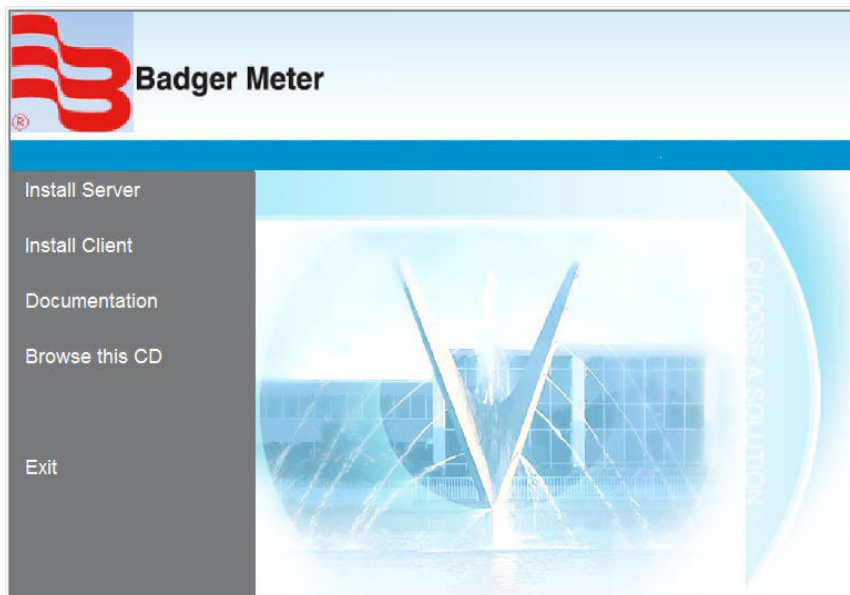 Badger Meter
®
Install Server
Install Client
Documentation
Browse this CD
Exit
CHOOSE A SOLUTION